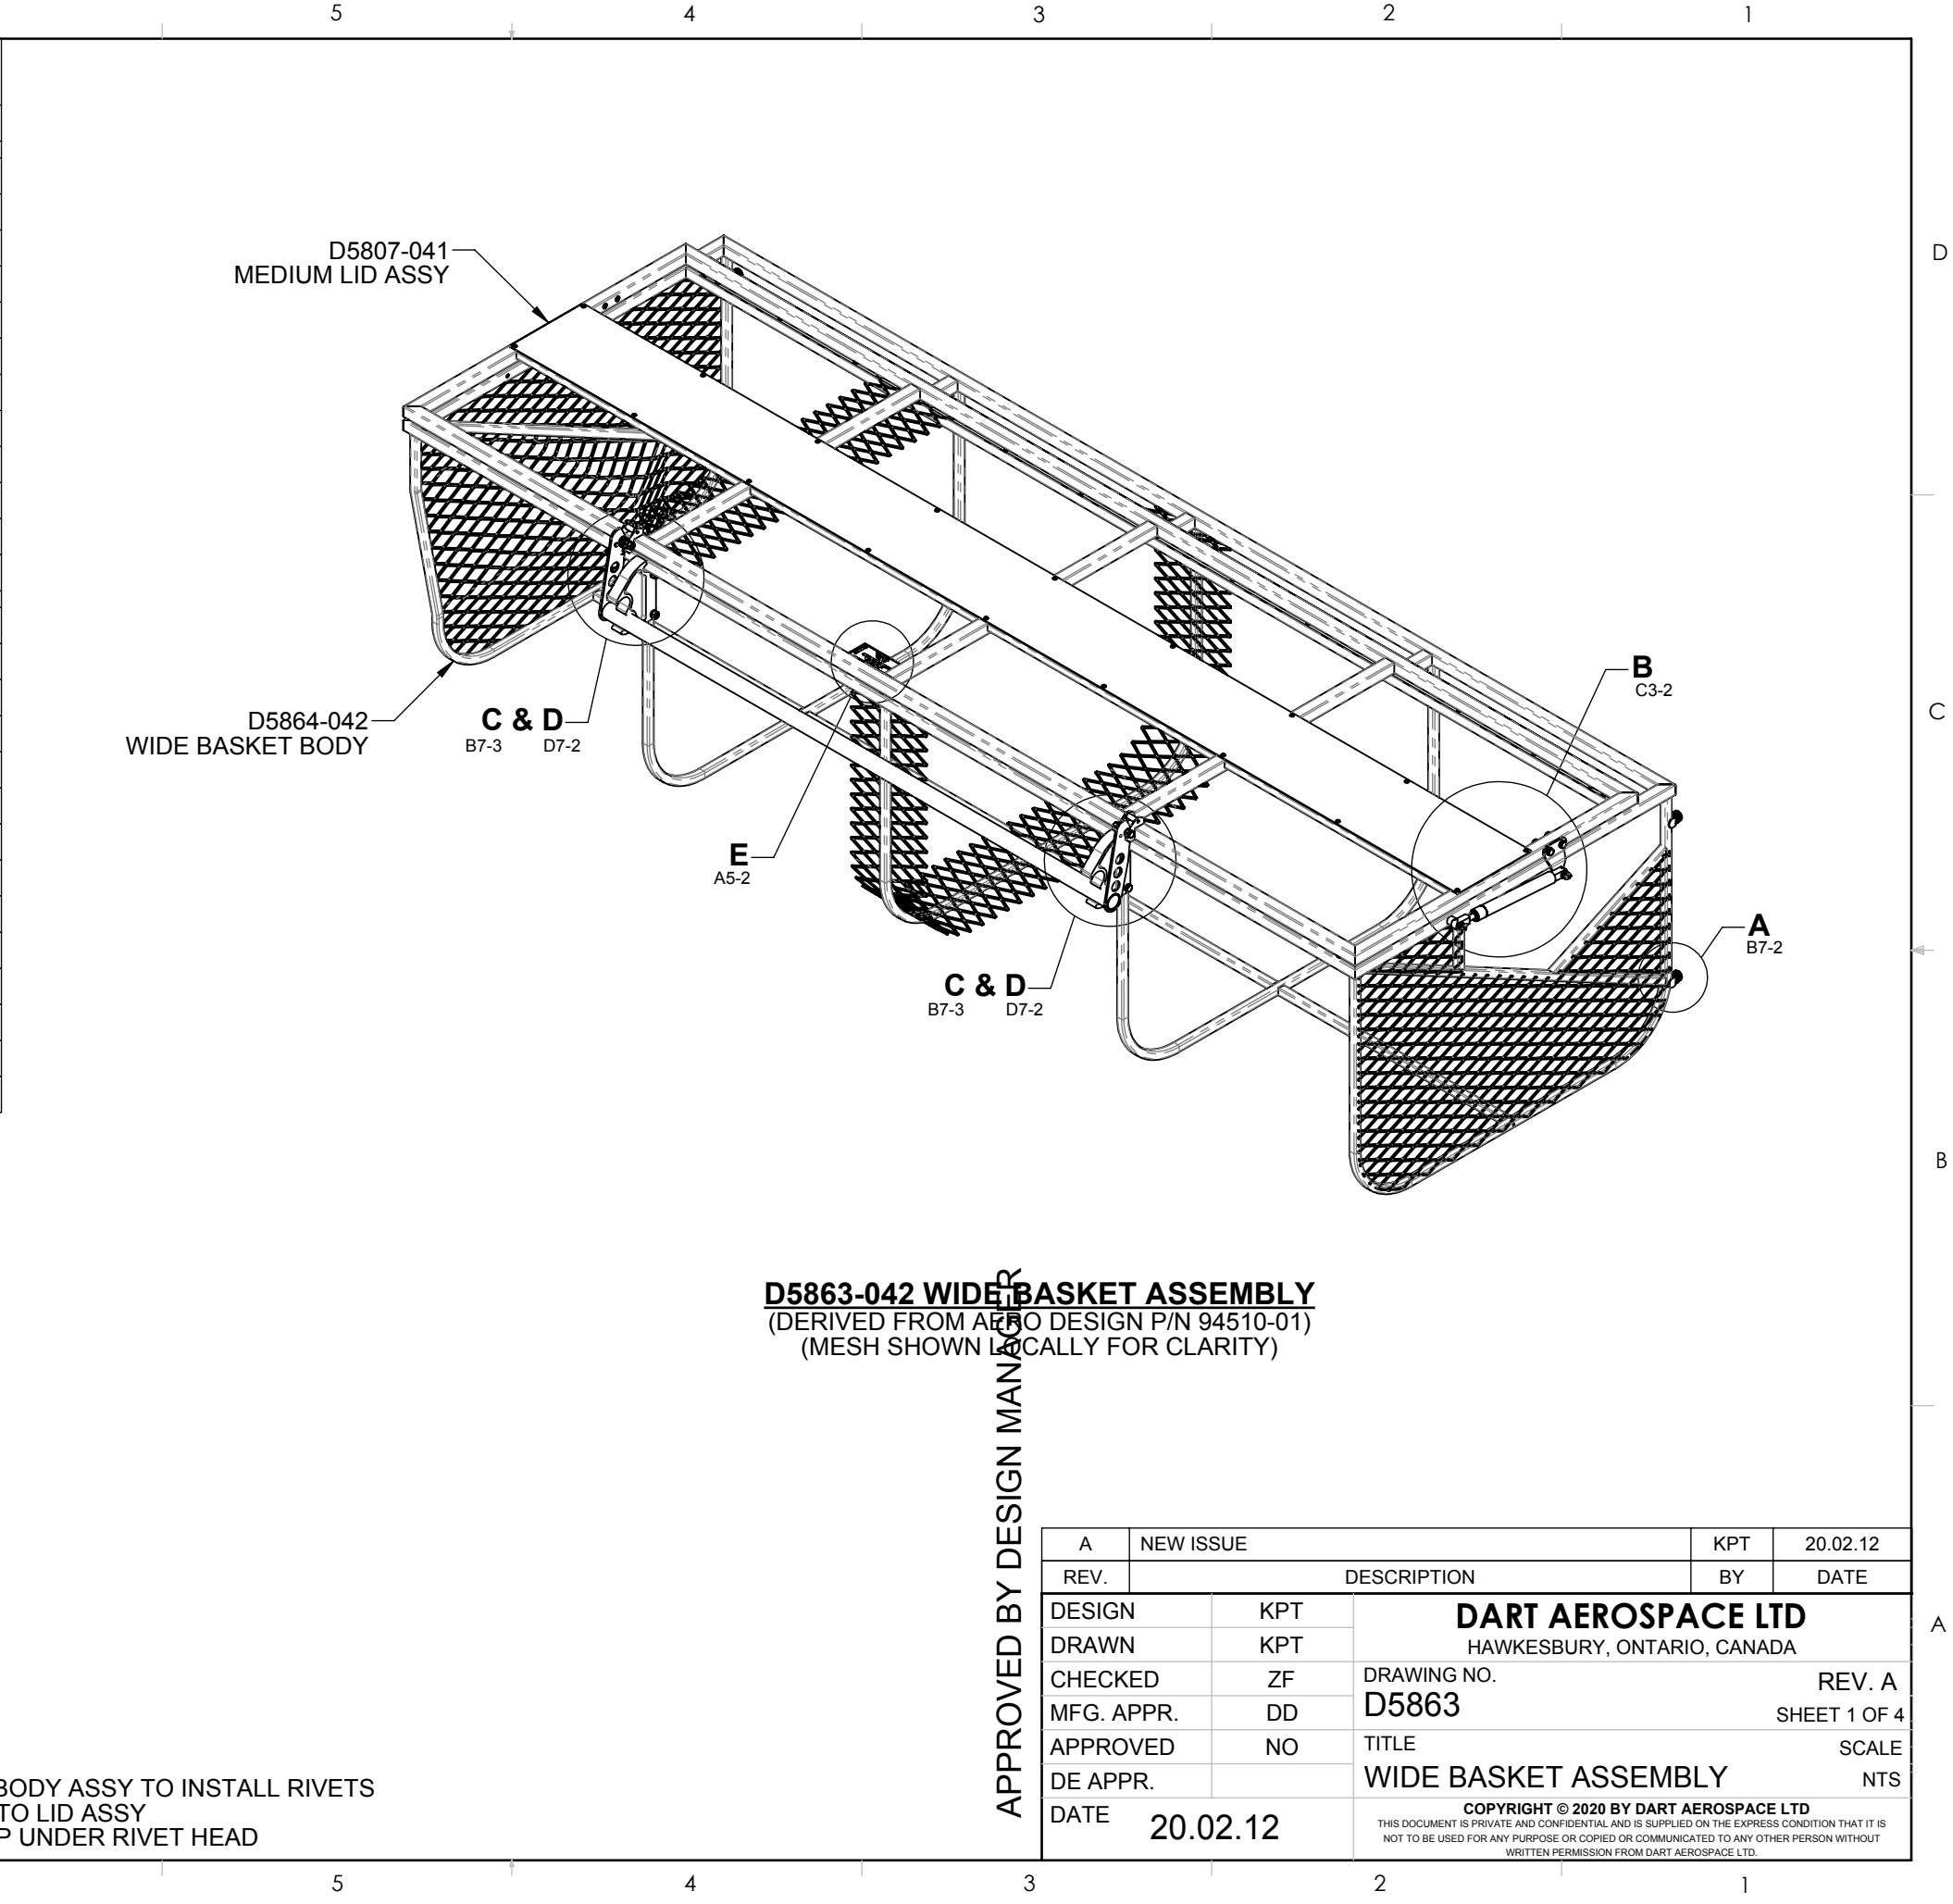 5 4 3 2 1
D
C
B
A
D5807-041
MEDIUM LID ASSY
D5864-042
WIDE BASKET BODY
C & D
B7-3 D7-2
E
A5-2
B
C3-2
A
B7-2
C & D
B7-3 D7-2
D5863-042 WIDE BASKET ASSEMBLY
(DERIVED FROM AERO DESIGN P/N 94510-01)
(MESH SHOWN LOCALLY FOR CLARITY)
APPROVED BY DESIGN MANAGER
A NEW ISSUE KPT 20.02.12
REV. DESCRIPTION BY DATE
DESIGN KPT
DRAWN KPT
CHECKED ZF
MFG. APPR. DD
APPROVED NO
DE APPR.
DATE 20.02.12
DART AEROSPACE LTD
HAWKESBURY, ONTARIO, CANADA
DRAWING NO. REV. A
D5863 SHEET 1 OF 4
TITLE SCALE
WIDE BASKET ASSEMBLY NTS
COPYRIGHT © 2020 BY DART AEROSPACE LTD
THIS DOCUMENT IS PRIVATE AND CONFIDENTIAL AND IS SUPPLIED ON THE EXPRESS CONDITION THAT IT IS
NOT TO BE USED FOR ANY PURPOSE OR COPIED OR COMMUNICATED TO ANY OTHER PERSON WITHOUT
WRITTEN PERMISSION FROM DART AEROSPACE LTD.
BODY ASSY TO INSTALL RIVETS
TO LID ASSY
P UNDER RIVET HEAD
5 4 3 2 1